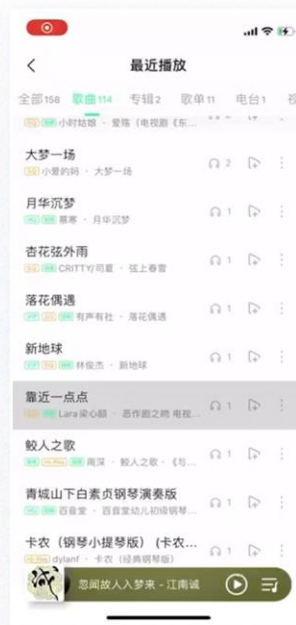 最近播放
全部158 歌曲114 专辑2 歌单11 电台1
小时姑娘 · 爱殇 (电视剧《东...
大梦一场
2
小爱的妈 · 大梦一场
月华沉梦
1
慕寒 · 月华沉梦
杏花弦外雨
1
CRITTY/司夏 · 弦上春雪
落花偶遇
1
有声有社 · 落花偶遇
新地球
1
林俊杰 · 新地球
靠近一点点
1
Lara梁心颐 · 恶作剧之吻 电视...
鲛人之歌
1
周深 · 鲛人之歌 · 《与...
青城山下白素贞钢琴演奏版
1
百音堂 · 百音堂幼儿初级钢琴...
卡农 (钢琴小提琴版) (卡农...
1
dylanf · 卡农 (经典钢琴版)
诚
忽闻故人入梦来 - 江南诚